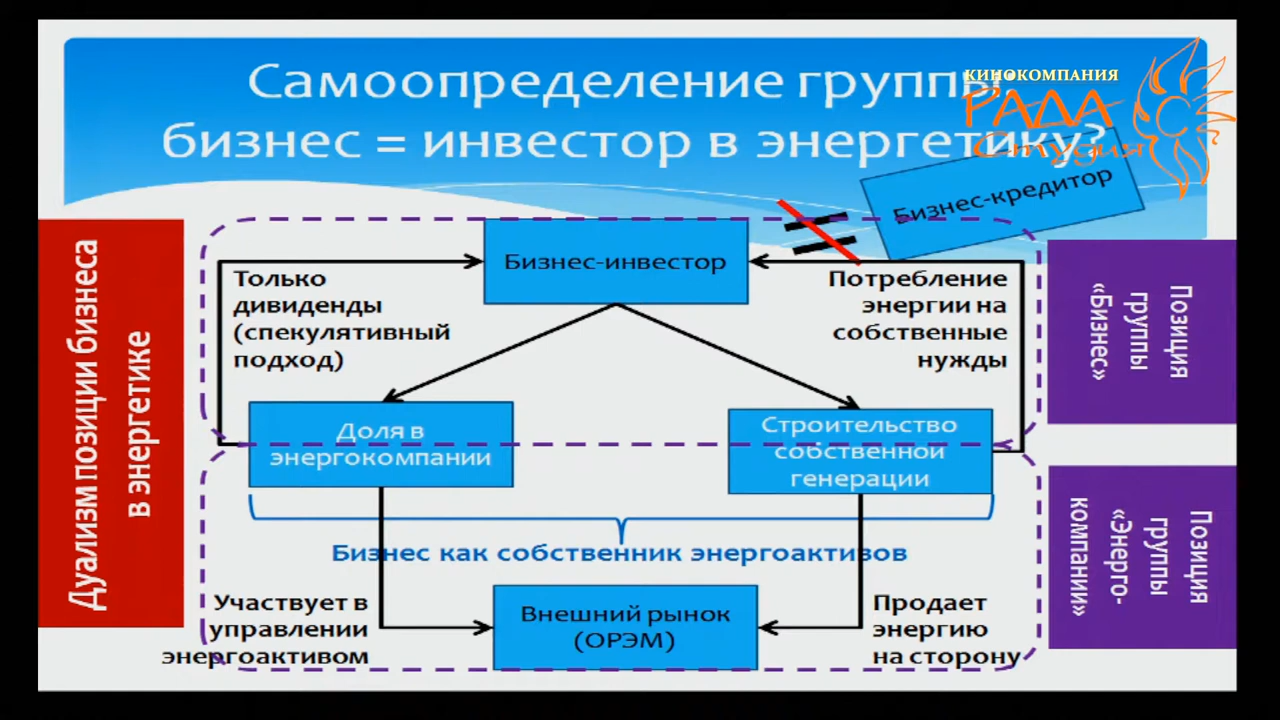 Самоопределение группы
бизнес = инвестор в энергетику?
КИНОКОМПАНИЯ
РАДА
Студия
Бизнес-кредитор
Дуализм позиции бизнеса
в энергетике
Бизнес-инвестор
Только
дивиденды
(спекулятивный
подход)
Потребление
энергии на
собственные
нужды
Позиция
группы
«Бизнес»
Доля в
энергокомпании
Строительство
собственной
генерации
Бизнес как собственник энергоактивов
Позиция
группы
«Энерго-
компании»
Участвует в
управлении
энергоактивом
Внешний рынок
(ОРЭМ)
Продает
энергию
на сторону